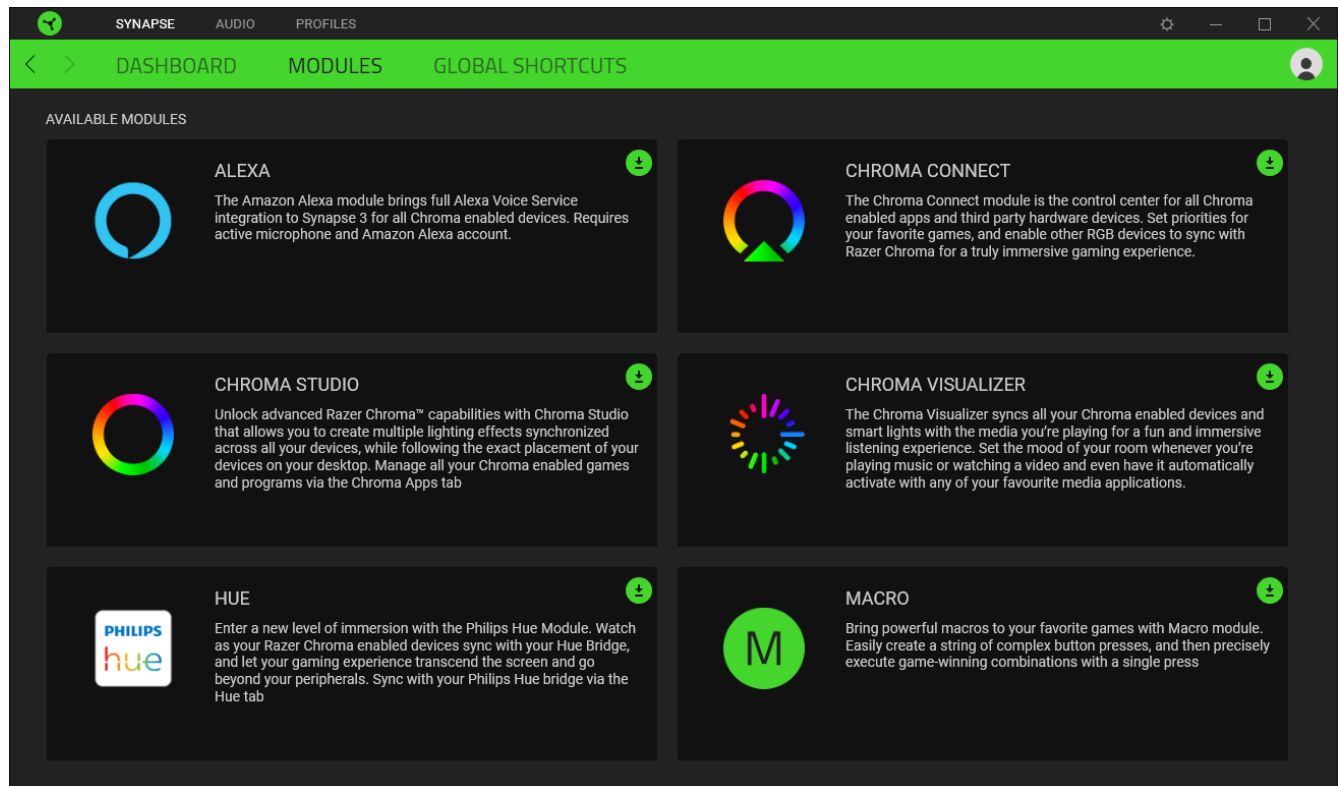 SYNAPSE AUDIO PROFILES
DASHBOARD MODULES GLOBAL SHORTCUTS
AVAILABLE MODULES
ALEXA
The Amazon Alexa module brings full Alexa Voice Service
integration to Synapse 3 for all Chroma enabled devices. Requires
active microphone and Amazon Alexa account.
CHROMA CONNECT
The Chroma Connect module is the control center for all Chroma
enabled apps and third party hardware devices. Set priorities for
your favorite games, and enable other RGB devices to sync with
Razer Chroma for a truly immersive gaming experience.
CHROMA STUDIO
Unlock advanced Razer Chroma™ capabilities with Chroma Studio
that allows you to create multiple lighting effects synchronized
across all your devices, while following the exact placement of your
devices on your desktop. Manage all your Chroma enabled games
and programs via the Chroma Apps tab
CHROMA VISUALIZER
The Chroma Visualizer syncs all your Chroma enabled devices and
smart lights with the media you're playing for a fun and immersive
listening experience. Set the mood of your room whenever you're
playing music or watching a video and even have it automatically
activate with any of your favourite media applications.
PHILIPS
hue
HUE
Enter a new level of immersion with the Philips Hue Module. Watch
as your Razer Chroma enabled devices sync with your Hue Bridge,
and let your gaming experience transcend the screen and go
beyond your peripherals. Sync with your Philips Hue bridge via the
Hue tab
M
MACRO
Bring powerful macros to your favorite games with Macro module.
Easily create a string of complex button presses, and then precisely
execute game-winning combinations with a single press